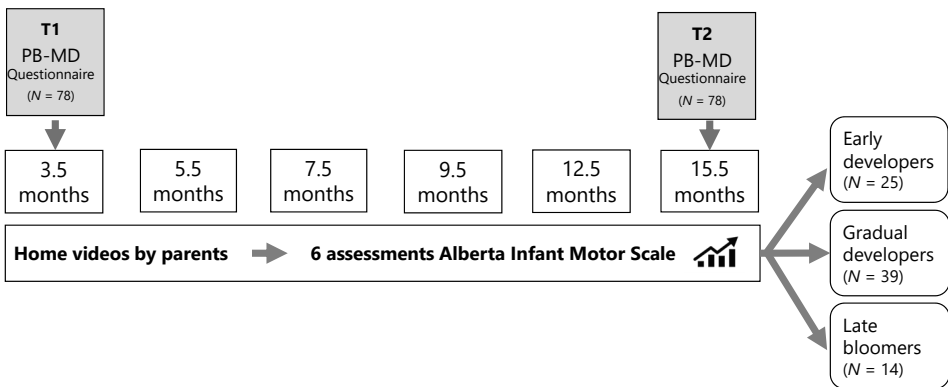 T1
PB-MD
Questionnaire
(N = 78)
T2
PB-MD
Questionnaire
(N = 78)
3.5
months
5.5
months
7.5
months
9.5
months
12.5
months
15.5
months
Home videos by parents
6 assessments Alberta Infant Motor Scale
Early
developers
(N = 25)
Gradual
developers
(N = 39)
Late
bloomers
(N = 14)